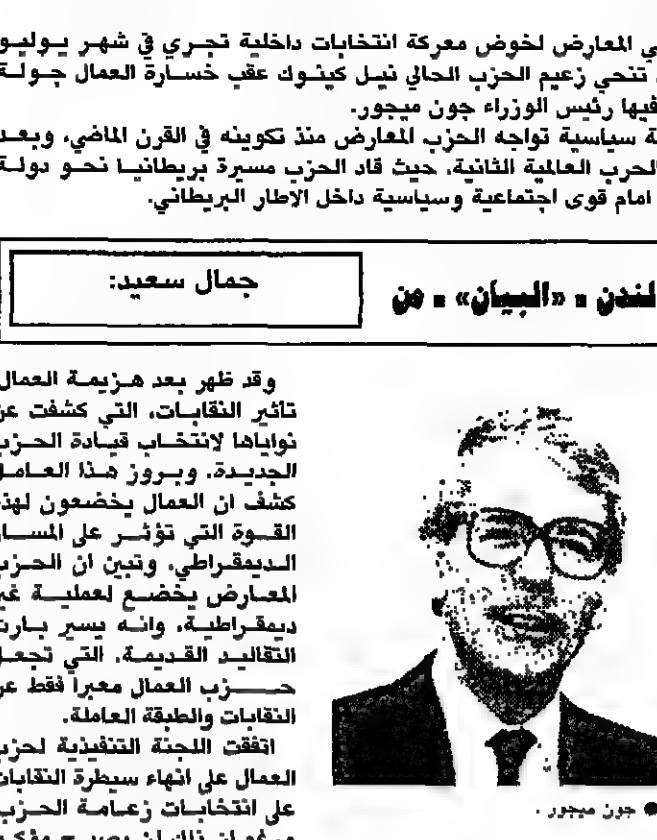 ي المعارض لخوض معركة انتخابات داخلية تجري في شهر يوليو
تنحي زعيم الحزب الحالي نيل كينوك عقب خسارة العمال جولة
فيها رئيس الوزراء جون ميجور.
ة سياسية تواجه الحزب المعارض منذ تكوينه في القرن الماضي، وبعد
الحرب العالمية الثانية، حيث قاد الحزب مسيرة بريطانيا نحو دولة
امام قوى اجتماعية وسياسية داخل الاطار البريطاني.
لندن ـ «البيان» ـ من
جمال سعيد:
وقد ظهر بعد هزيمة العمال
تاثير النقابات، التي كشفت عن
نواياها لانتخاب قيادة الحزب
الجديدة. وبروز هذا العامل
كشف ان العمال يخضعون لهذ
القوة التي تؤثر على المسار
الديمقراطي، وتبين ان الحزب
المعارض يخضع لعملية غير
ديمقراطية، وانه يسير بارث
التقاليد القديمة، التي تجعل
حزب العمال معبرا فقط عن
النقابات والطبقة العاملة.
اتفقت اللجنة التنفيذية لحزب
العمال على انهاء سيطرة النقابات
على انتخابات زعامة الحزب
● جون ميجور .